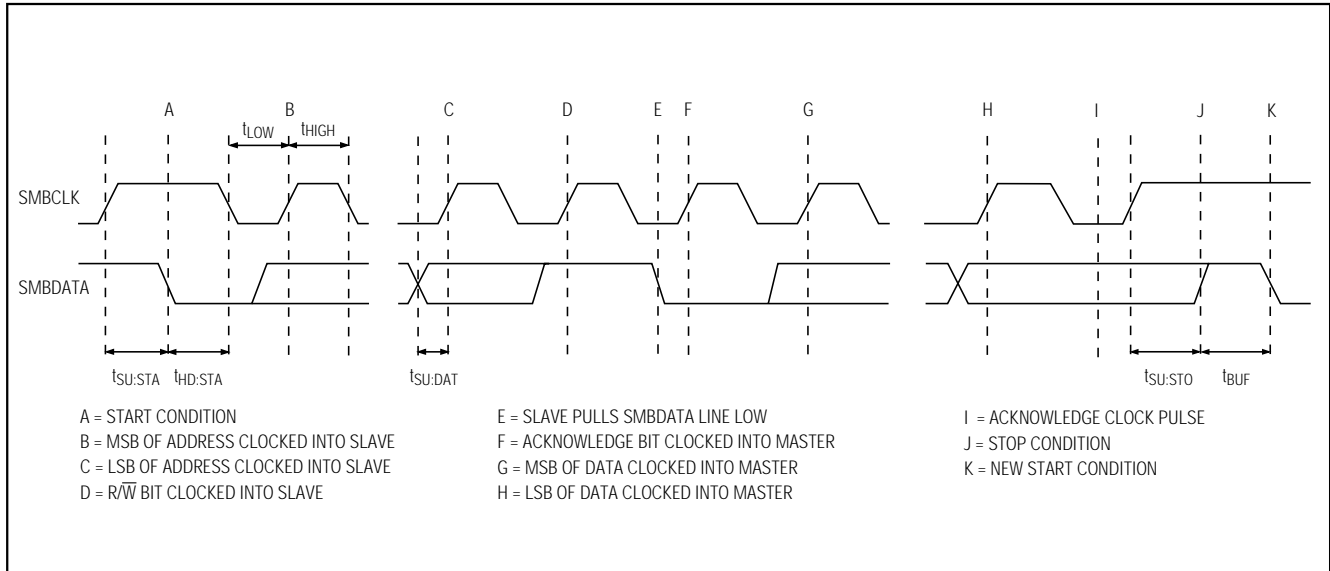 A B C D E F G H I J K
tLOW tHIGH
SMBCLK
SMBDATA
tSU:STA tHD:STA tSU:DAT tSU:STO tBUF
A = START CONDITION
B = MSB OF ADDRESS CLOCKED INTO SLAVE
C = LSB OF ADDRESS CLOCKED INTO SLAVE
D = R/W̅ BIT CLOCKED INTO SLAVE
E = SLAVE PULLS SMBDATA LINE LOW
F = ACKNOWLEDGE BIT CLOCKED INTO MASTER
G = MSB OF DATA CLOCKED INTO MASTER
H = LSB OF DATA CLOCKED INTO MASTER
I = ACKNOWLEDGE CLOCK PULSE
J = STOP CONDITION
K = NEW START CONDITION